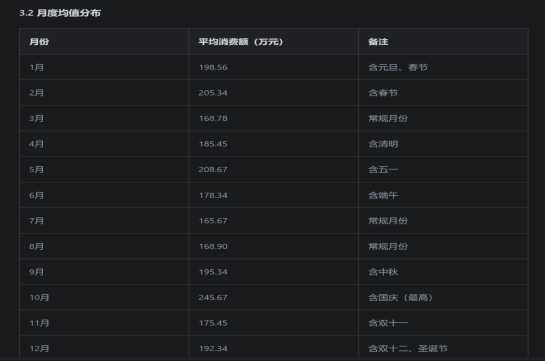 3.2 月度均值分布
月份 平均消费额（万元） 备注
1月 198.56 含元旦、春节
2月 205.34 含春节
3月 168.78 常规月份
4月 185.45 含清明
5月 208.67 含五一
6月 178.34 含端午
7月 165.67 常规月份
8月 168.90 常规月份
9月 195.34 含中秋
10月 245.67 含国庆（最高）
11月 175.45 含双十一
12月 192.34 含双十二、圣诞节